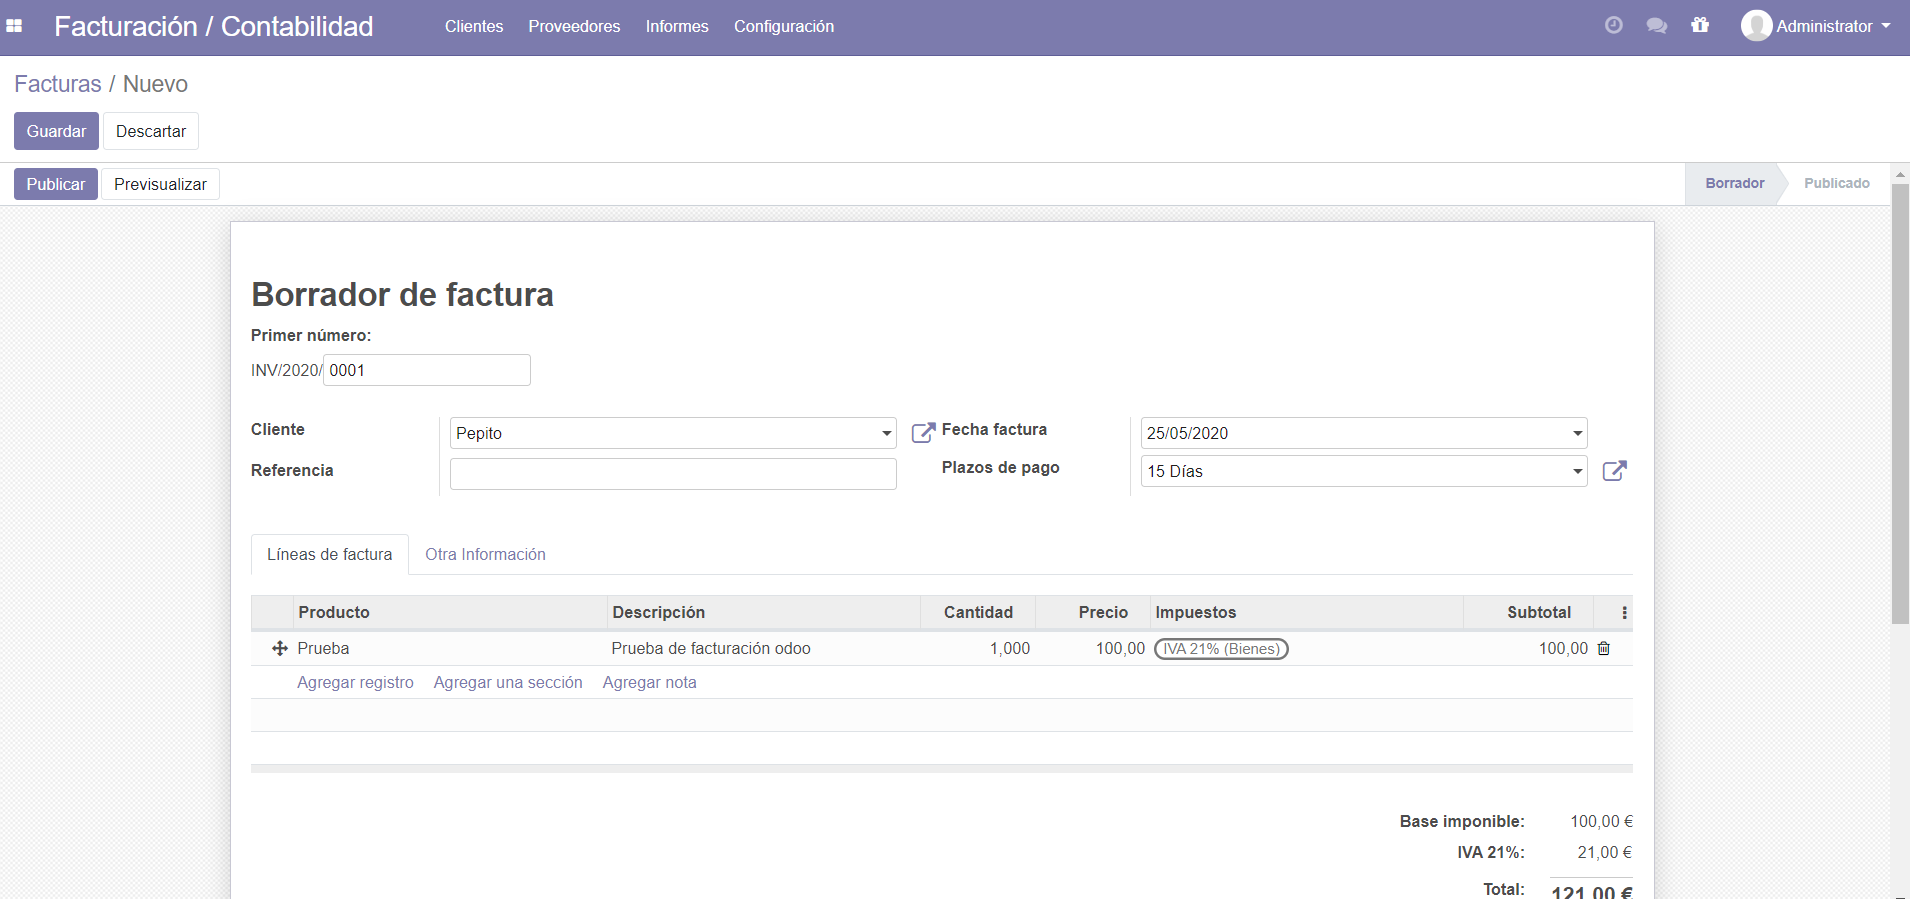 Facturación / Contabilidad Clientes Proveedores Informes Configuración Administrator
Facturas / Nuevo
Guardar Descartar
Publicar Previsualizar Borrador Publicado
Borrador de factura
Primer número:
INV/2020/ 0001
Cliente Pepito Fecha factura 25/05/2020
Referencia Plazos de pago 15 Días
Líneas de factura Otra Información
Producto Descripción Cantidad Precio Impuestos Subtotal
Prueba Prueba de facturación odoo 1,000 100,00 IVA 21% (Bienes) 100,00
Agregar registro Agregar una sección Agregar nota
Base imponible: 100,00 €
IVA 21%: 21,00 €
Total: 121,00 €